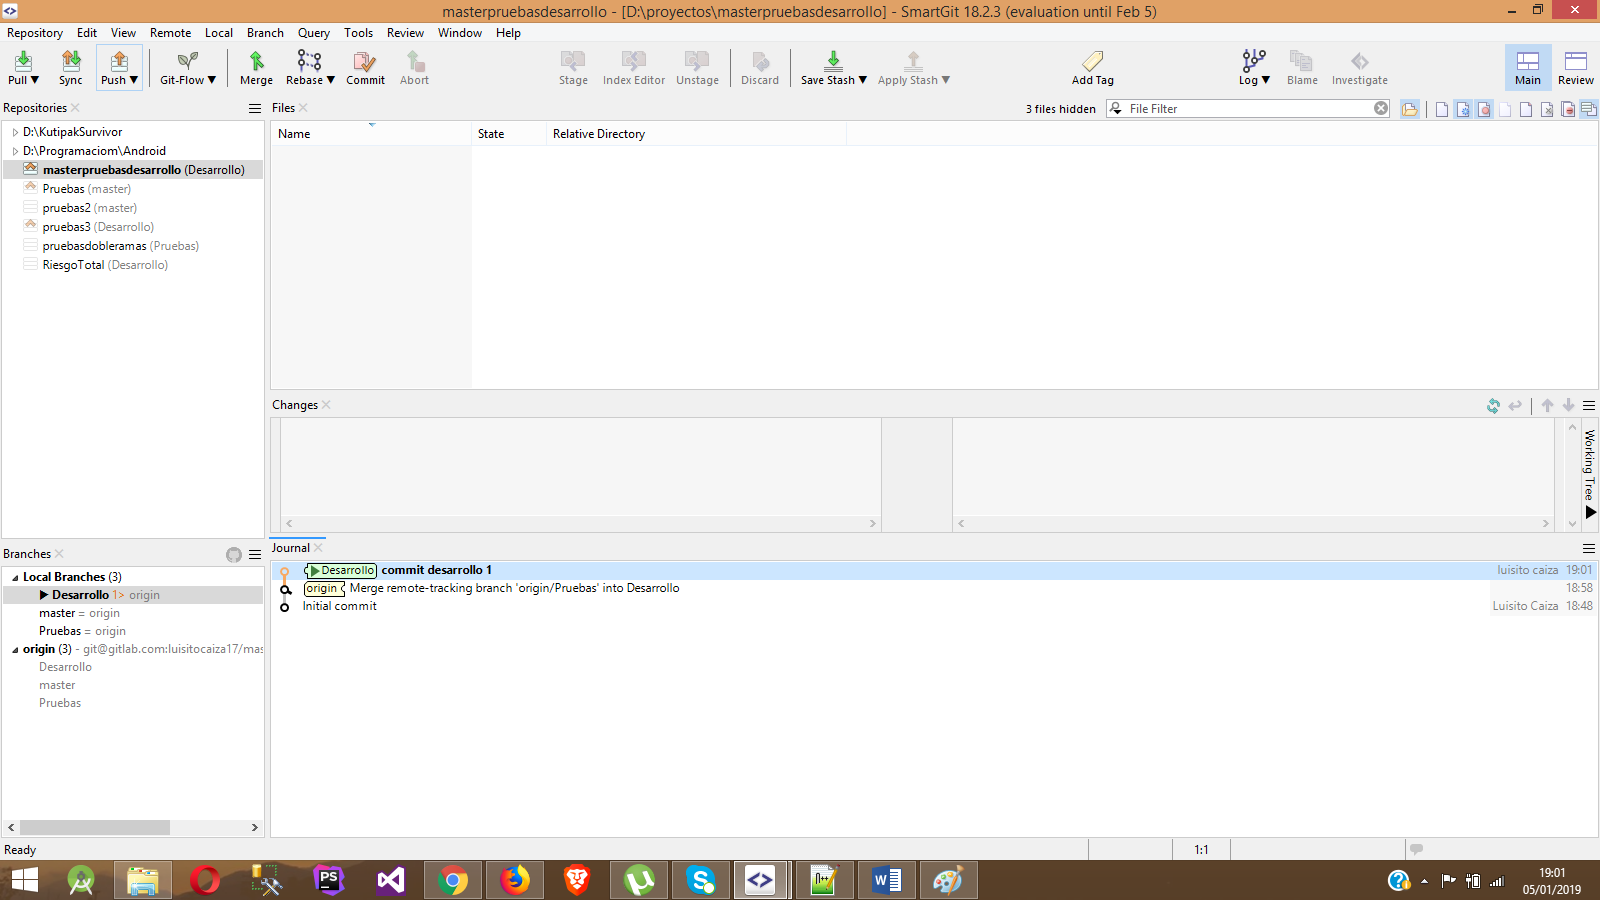 masterpruebasdesarrollo - [D:\proyectos\masterpruebasdesarrollo] - SmartGit 18.2.3 (evaluation until Feb 5)
Repository Edit View Remote Local Branch Query Tools Review Window Help
Pull Sync Push Git-Flow Merge Rebase Commit Abort Stage Index Editor Unstage Discard Save Stash Apply Stash Add Tag Log Blame Investigate Main Review
Repositories
D:\KutipakSurvivor
D:\Programaciom\Android
masterpruebasdesarrollo (Desarrollo)
Pruebas (master)
pruebas2 (master)
pruebas3 (Desarrollo)
pruebasdobleramas (Pruebas)
RiesgoTotal (Desarrollo)
Files
3 files hidden
File Filter
Name State Relative Directory
Changes
Working Tree
Branches
Local Branches (3)
Desarrollo 1> origin
master = origin
Pruebas = origin
origin (3) - git@gitlab.com:luisitocaiza17/mas
Desarrollo
master
Pruebas
Journal
Desarrollo commit desarrollo 1 luisito caiza 19:01
origin Merge remote-tracking branch 'origin/Pruebas' into Desarrollo 18:58
Initial commit Luisito Caiza 18:48
Ready
1:1
PS
W
19:01
05/01/2019